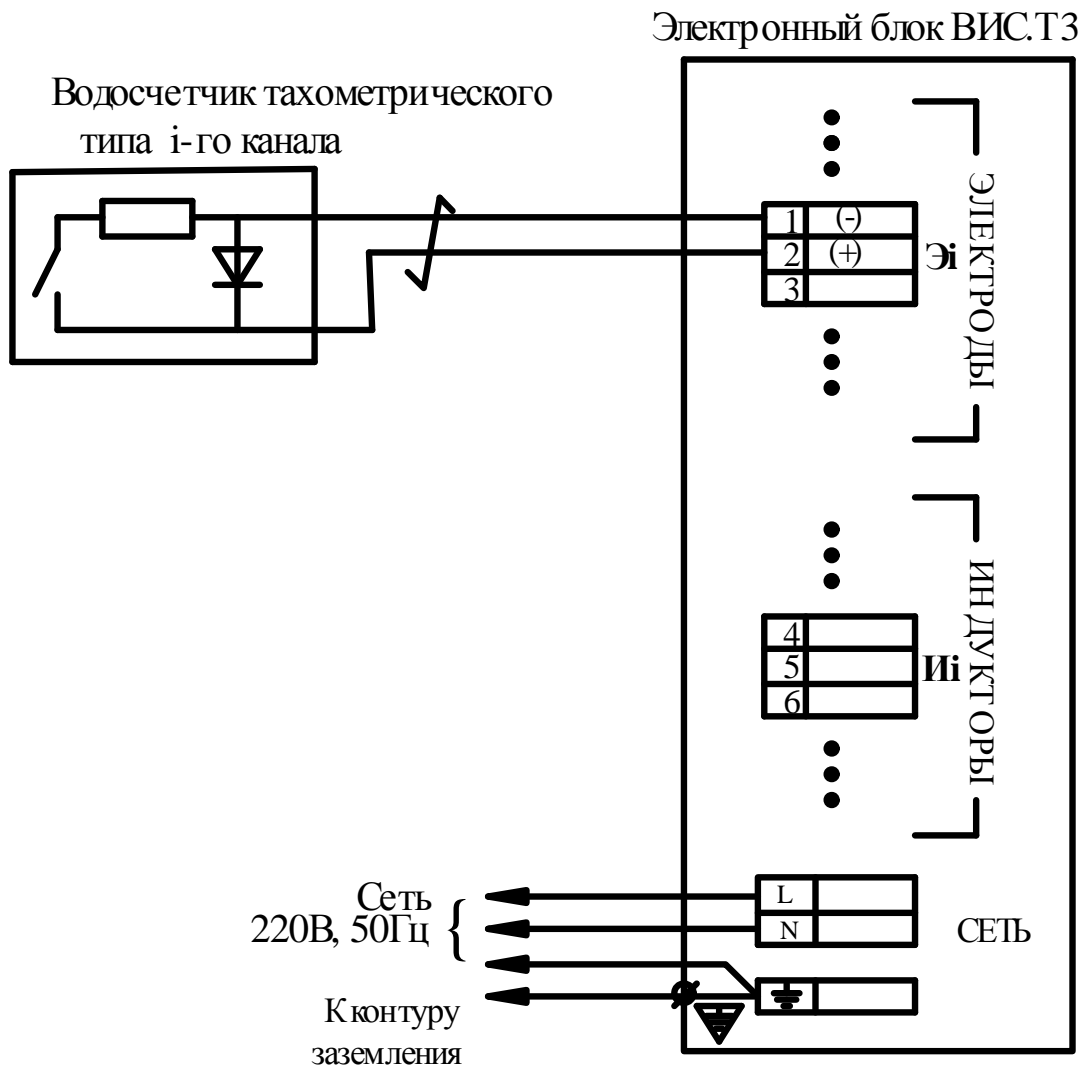 Электронный блок ВИС.Т3
Водосчетчик тахометрического
типа i-го канала
1 (-)
2 (+)
3
Эi
ЭЛЕКТРОДЫ
4
5
6
Иi
ИНДУКТОРЫ
Сеть
220В, 50Гц
L
N
СЕТЬ
К контуру
заземления